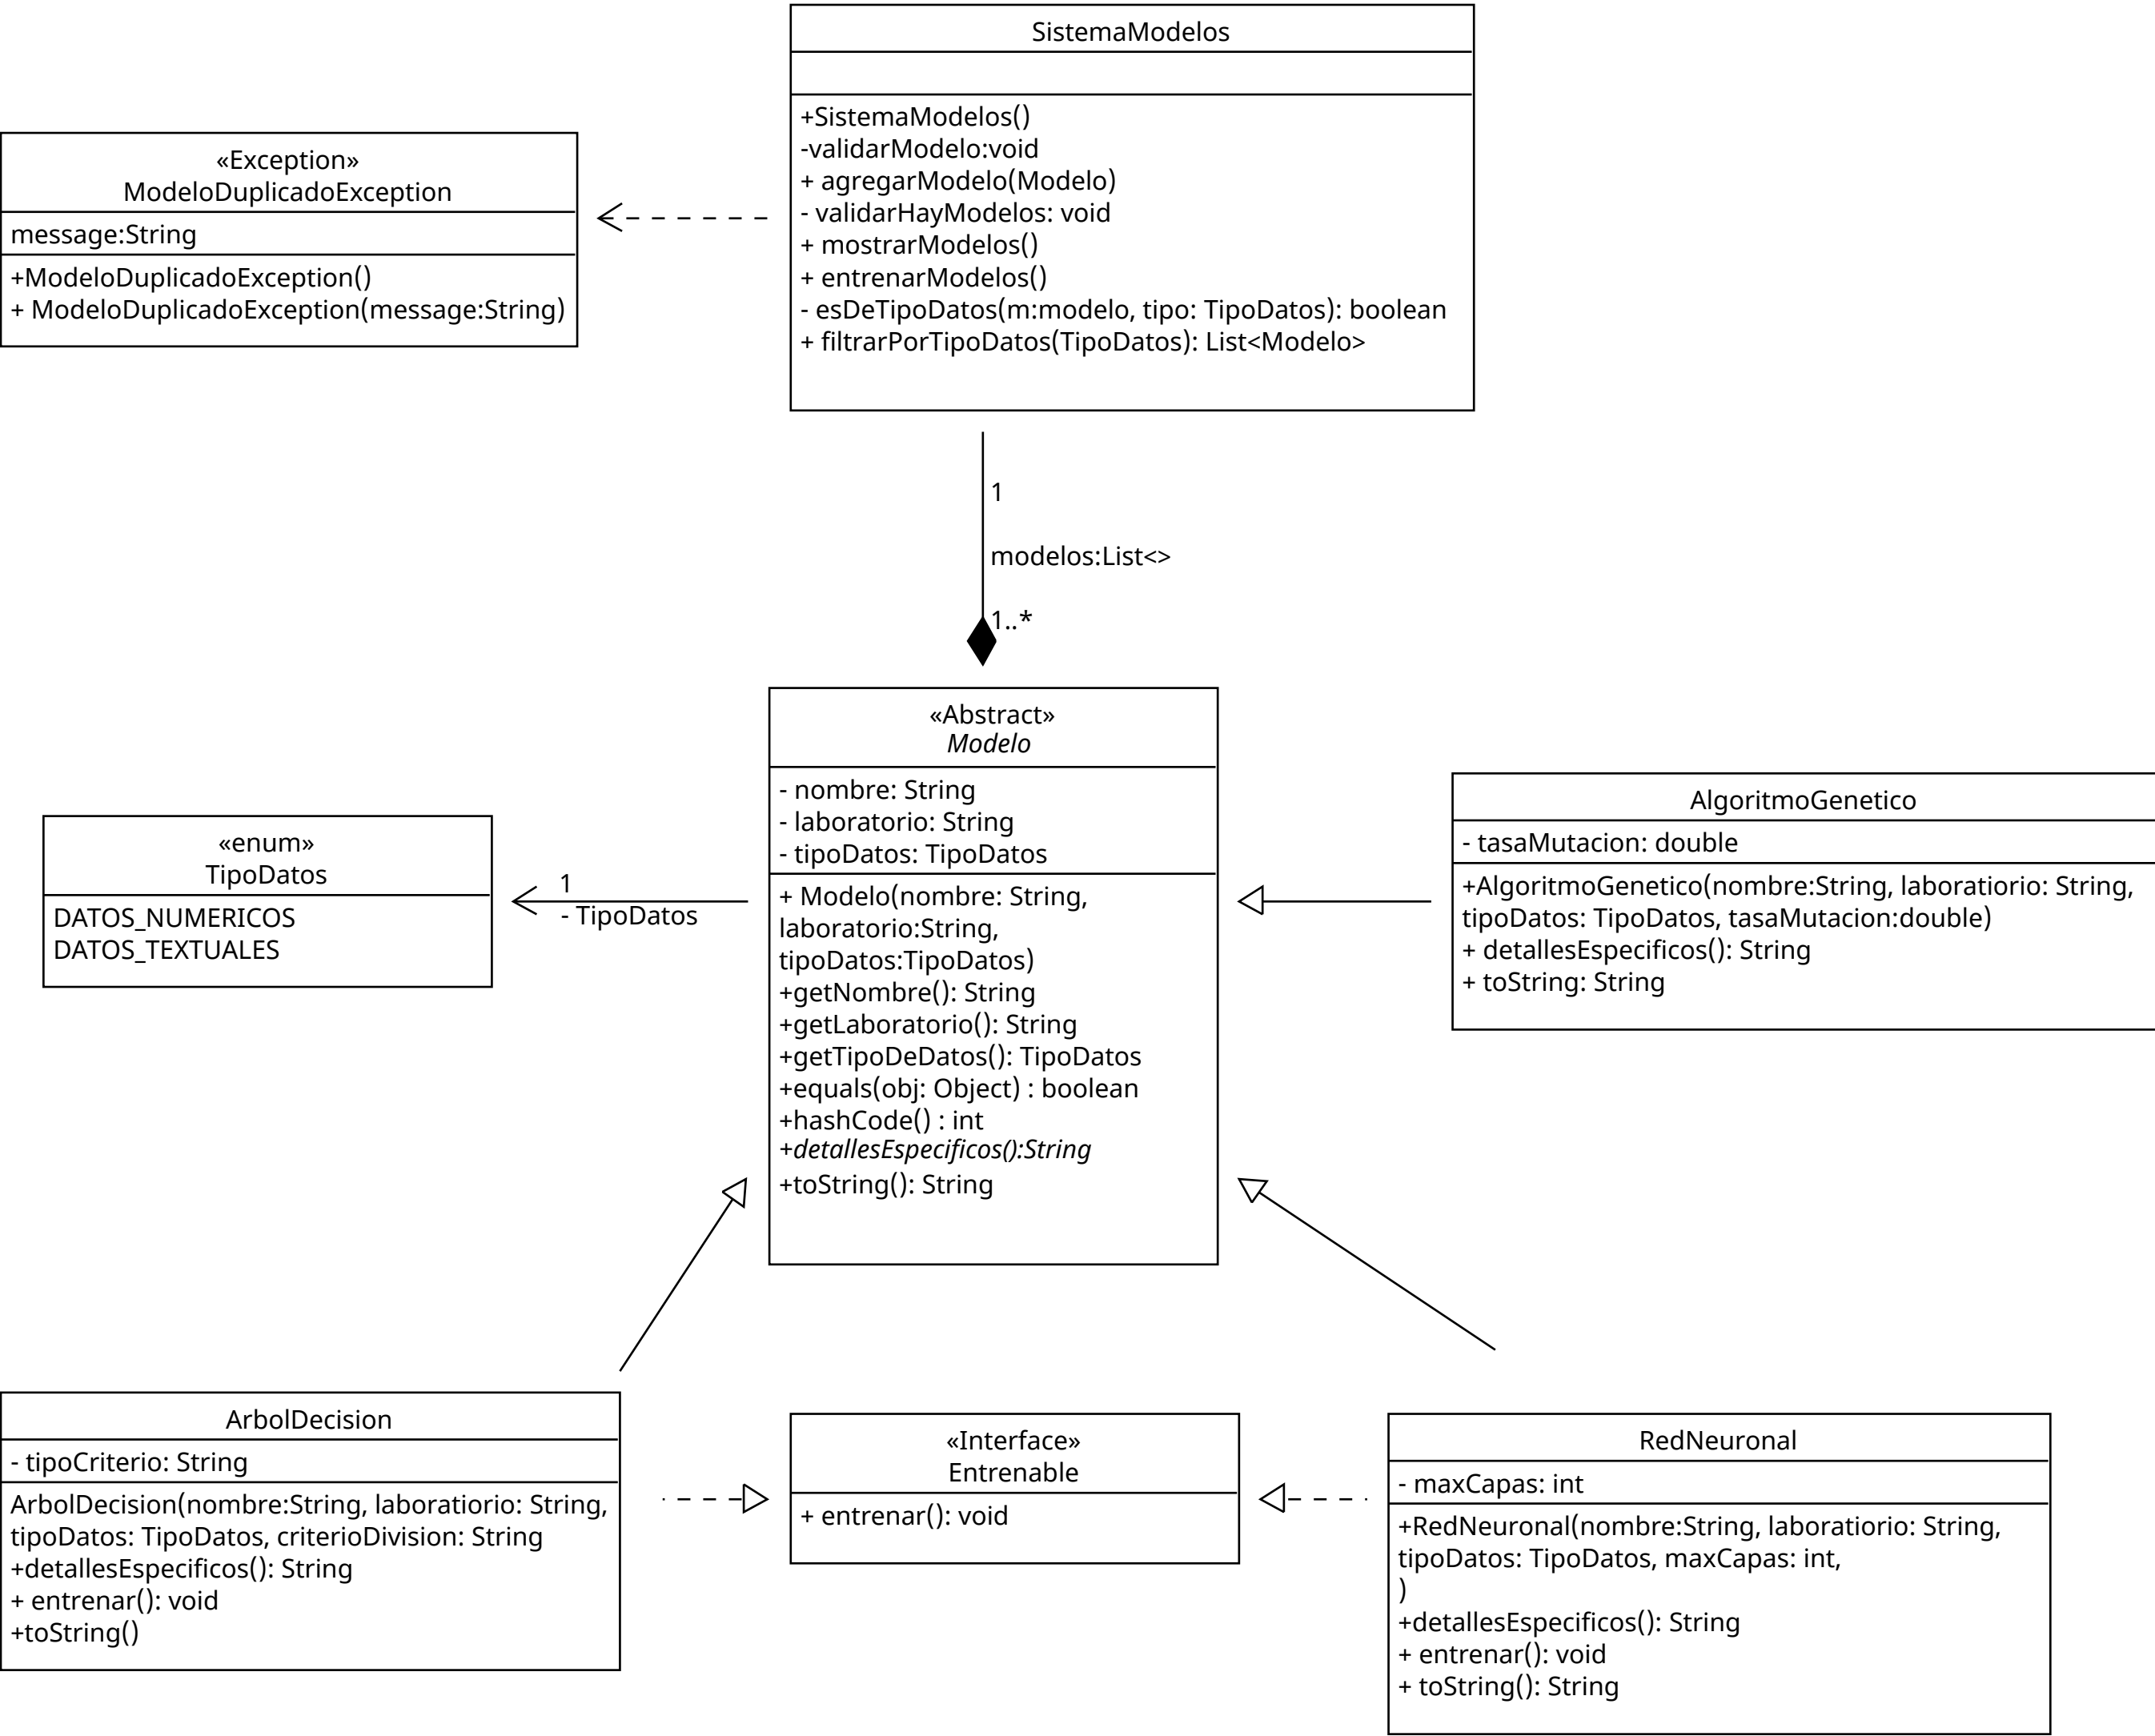 SistemaModelos
+SistemaModelos()
-validarModelo:void
+ agregarModelo(Modelo)
- validarHayModelos: void
+ mostrarModelos()
+ entrenarModelos()
- esDeTipoDatos(m:modelo, tipo: TipoDatos): boolean
+ filtrarPorTipoDatos(TipoDatos): List<Modelo>
«Exception»
ModeloDuplicadoException
message:String
+ModeloDuplicadoException()
+ ModeloDuplicadoException(message:String)
1
modelos:List<>
1..*
«Abstract»
Modelo
- nombre: String
- laboratorio: String
- tipoDatos: TipoDatos
+ Modelo(nombre: String,
laboratorio:String,
tipoDatos:TipoDatos)
+getNombre(): String
+getLaboratorio(): String
+getTipoDeDatos(): TipoDatos
+equals(obj: Object) : boolean
+hashCode() : int
+detallesEspecificos():String
+toString(): String
«enum»
TipoDatos
DATOS_NUMERICOS
DATOS_TEXTUALES
1
- TipoDatos
AlgoritmoGenetico
- tasaMutacion: double
+AlgoritmoGenetico(nombre:String, laboratiorio: String,
tipoDatos: TipoDatos, tasaMutacion:double)
+ detallesEspecificos(): String
+ toString: String
ArbolDecision
- tipoCriterio: String
ArbolDecision(nombre:String, laboratiorio: String,
tipoDatos: TipoDatos, criterioDivision: String
+detallesEspecificos(): String
+ entrenar(): void
+toString()
«Interface»
Entrenable
+ entrenar(): void
RedNeuronal
- maxCapas: int
+RedNeuronal(nombre:String, laboratiorio: String,
tipoDatos: TipoDatos, maxCapas: int,
)
+detallesEspecificos(): String
+ entrenar(): void
+ toString(): String